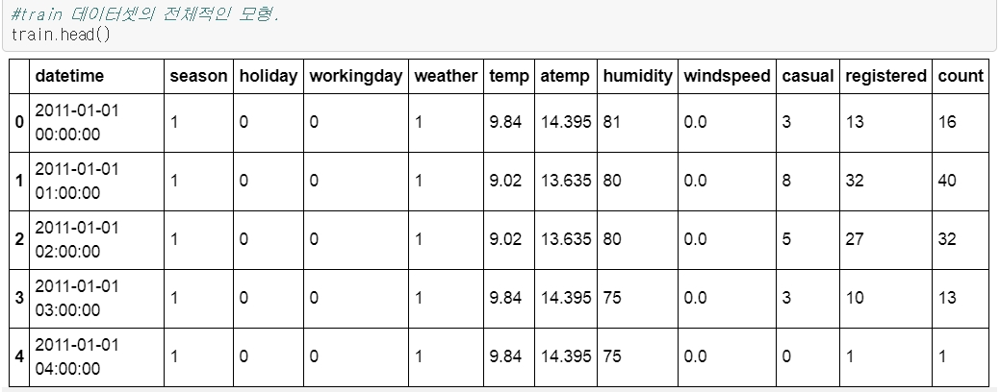 #train 데이터셋의 전체적인 모형.
train.head()
datetime season holiday workingday weather temp atemp humidity windspeed casual registered count
0 2011-01-01 00:00:00 1 0 0 1 9.84 14.395 81 0.0 3 13 16
1 2011-01-01 01:00:00 1 0 0 1 9.02 13.635 80 0.0 8 32 40
2 2011-01-01 02:00:00 1 0 0 1 9.02 13.635 80 0.0 5 27 32
3 2011-01-01 03:00:00 1 0 0 1 9.84 14.395 75 0.0 3 10 13
4 2011-01-01 04:00:00 1 0 0 1 9.84 14.395 75 0.0 0 1 1